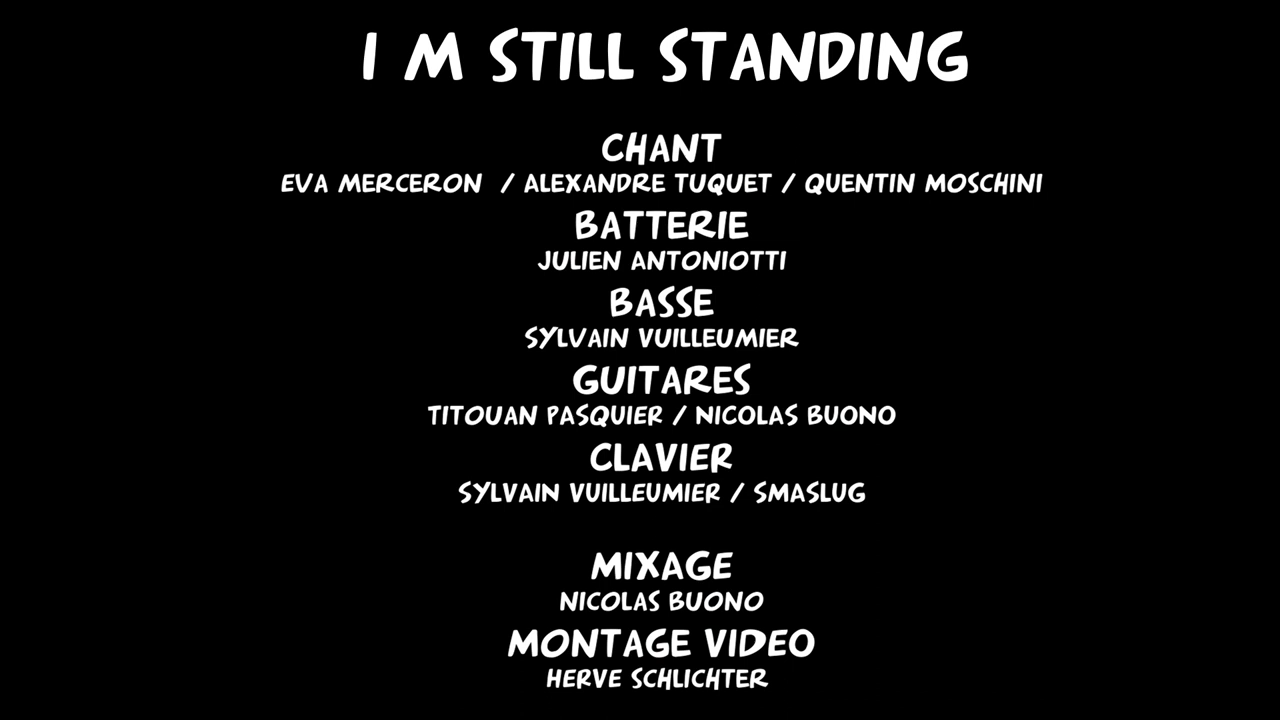 I M STILL STANDING
CHANT
EVA MERCERON / ALEXANDRE TUQUET / QUENTIN MOSCHINI
BATTERIE
JULIEN ANTONIOTTI
BASSE
SYLVAIN VUILLEUMIER
GUITARES
TITOUAN PASQUIER / NICOLAS BUONO
CLAVIER
SYLVAIN VUILLEUMIER / SMASLUG
MIXAGE
NICOLAS BUONO
MONTAGE VIDEO
HERVE SCHLICHTER